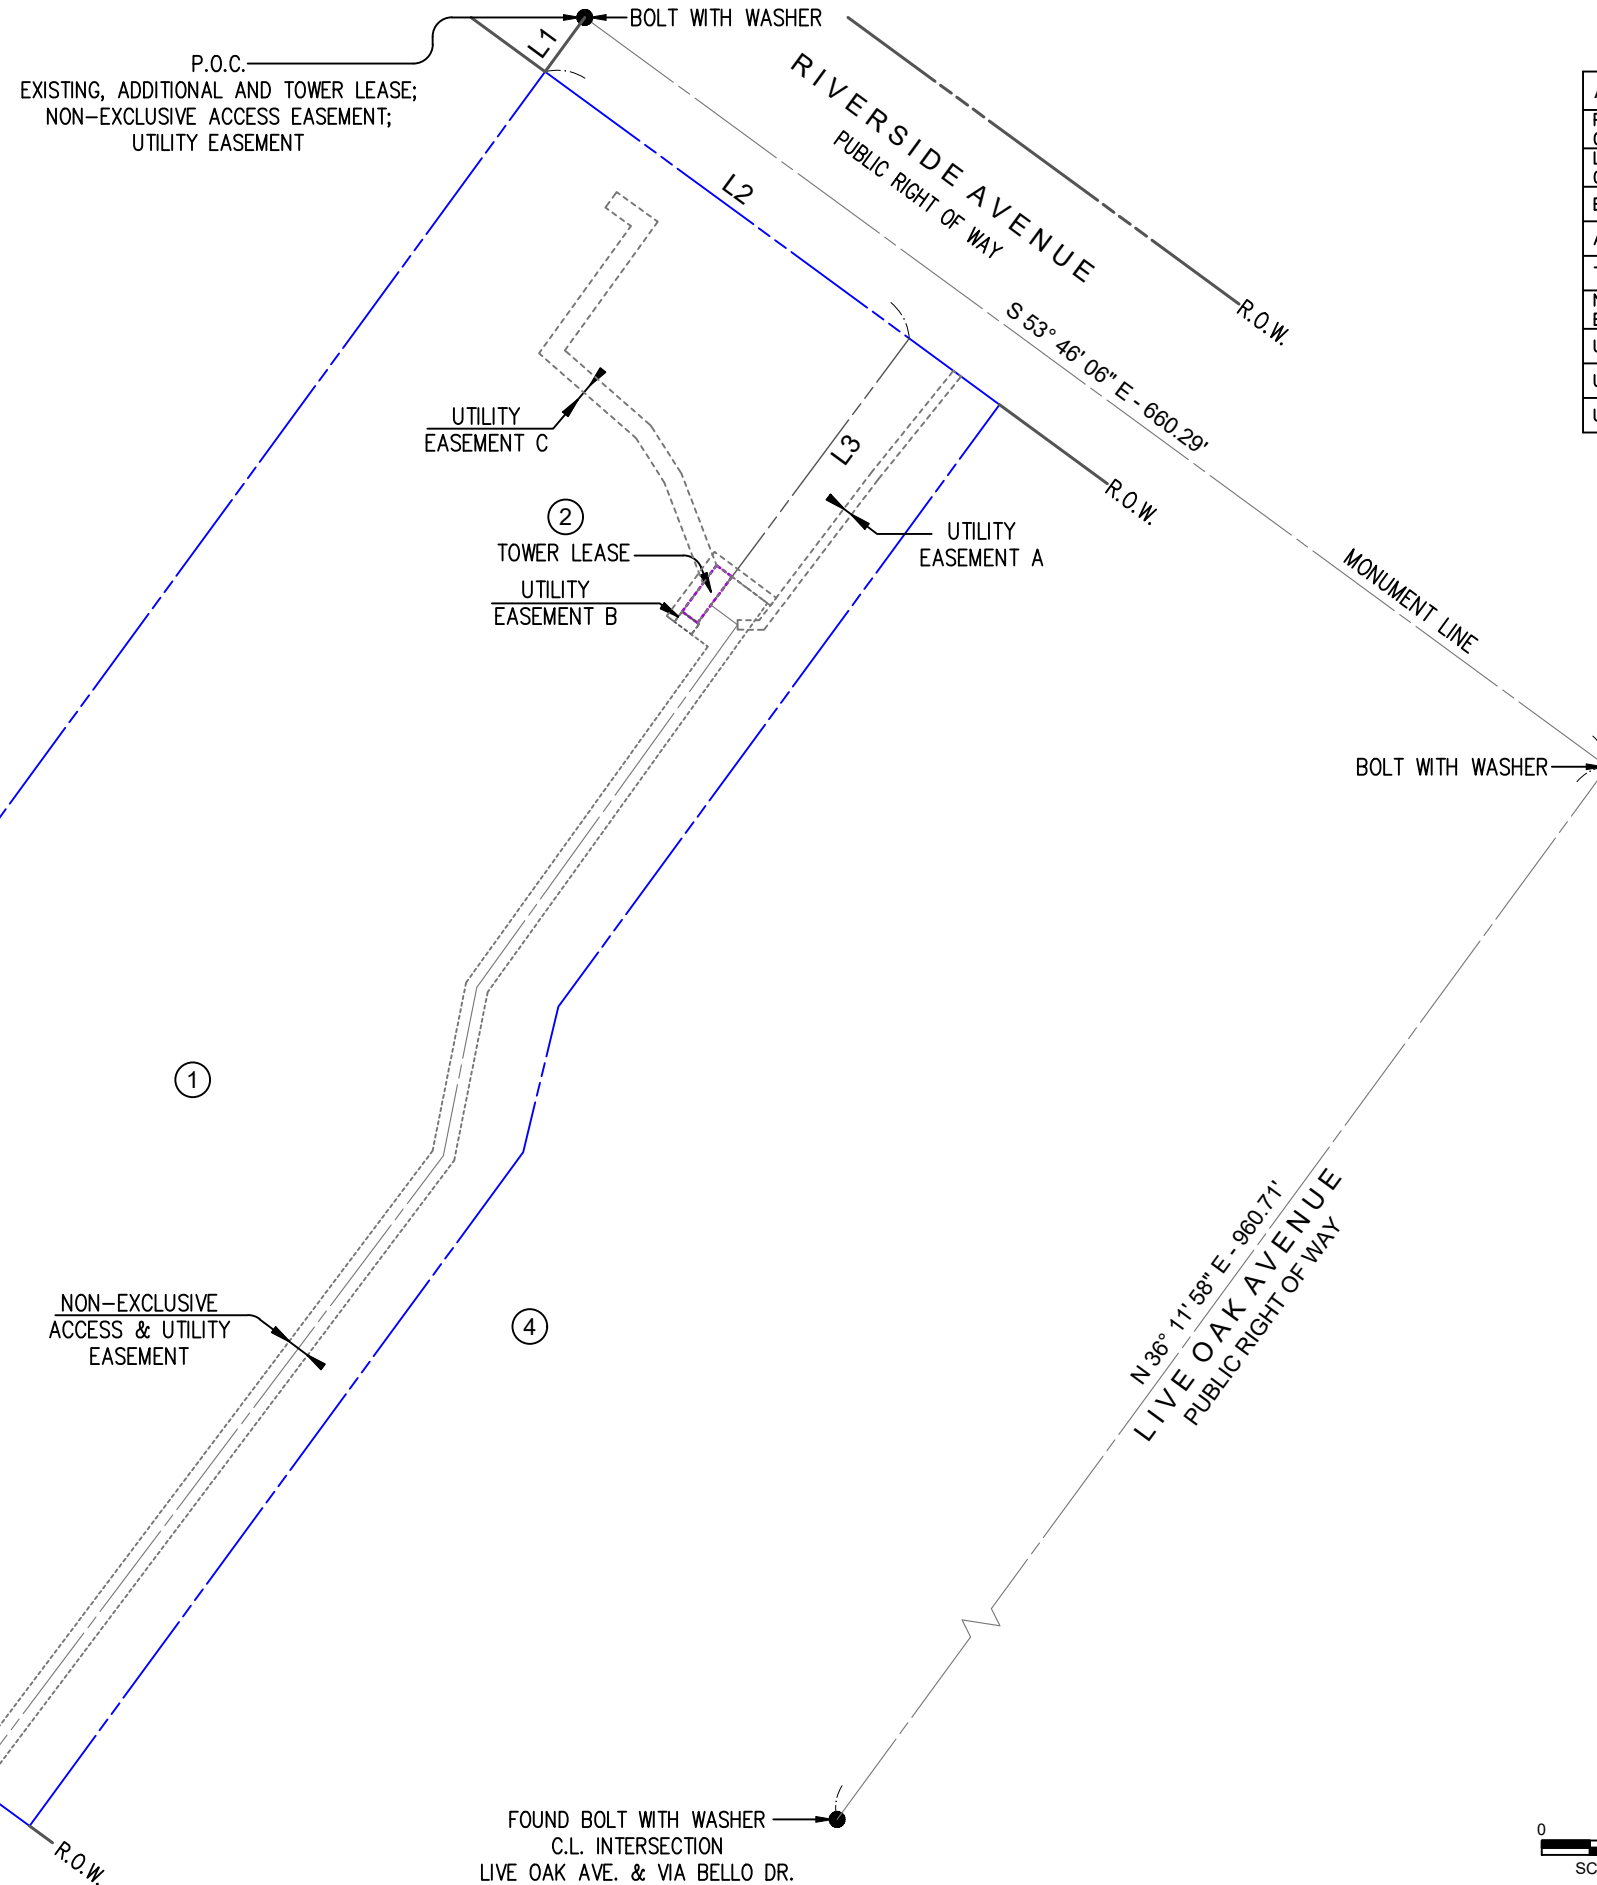 BOLT WITH WASHER
L1
P.O.C.
EXISTING, ADDITIONAL AND TOWER LEASE;
NON-EXCLUSIVE ACCESS EASEMENT;
UTILITY EASEMENT
RIVERSIDE AVENUE
PUBLIC RIGHT OF WAY
L2
R.O.W.
S 53° 46' 06" E - 660.29'
UTILITY
EASEMENT C
L3
R.O.W.
2
TOWER LEASE
UTILITY
EASEMENT A
UTILITY
EASEMENT B
MONUMENT LINE
BOLT WITH WASHER
1
N 36° 11' 58" E - 960.71'
LIVE OAK AVENUE
PUBLIC RIGHT OF WAY
NON-EXCLUSIVE
ACCESS & UTILITY
EASEMENT
4
FOUND BOLT WITH WASHER
C.L. INTERSECTION
LIVE OAK AVE. & VIA BELLO DR.
R.O.W.
0